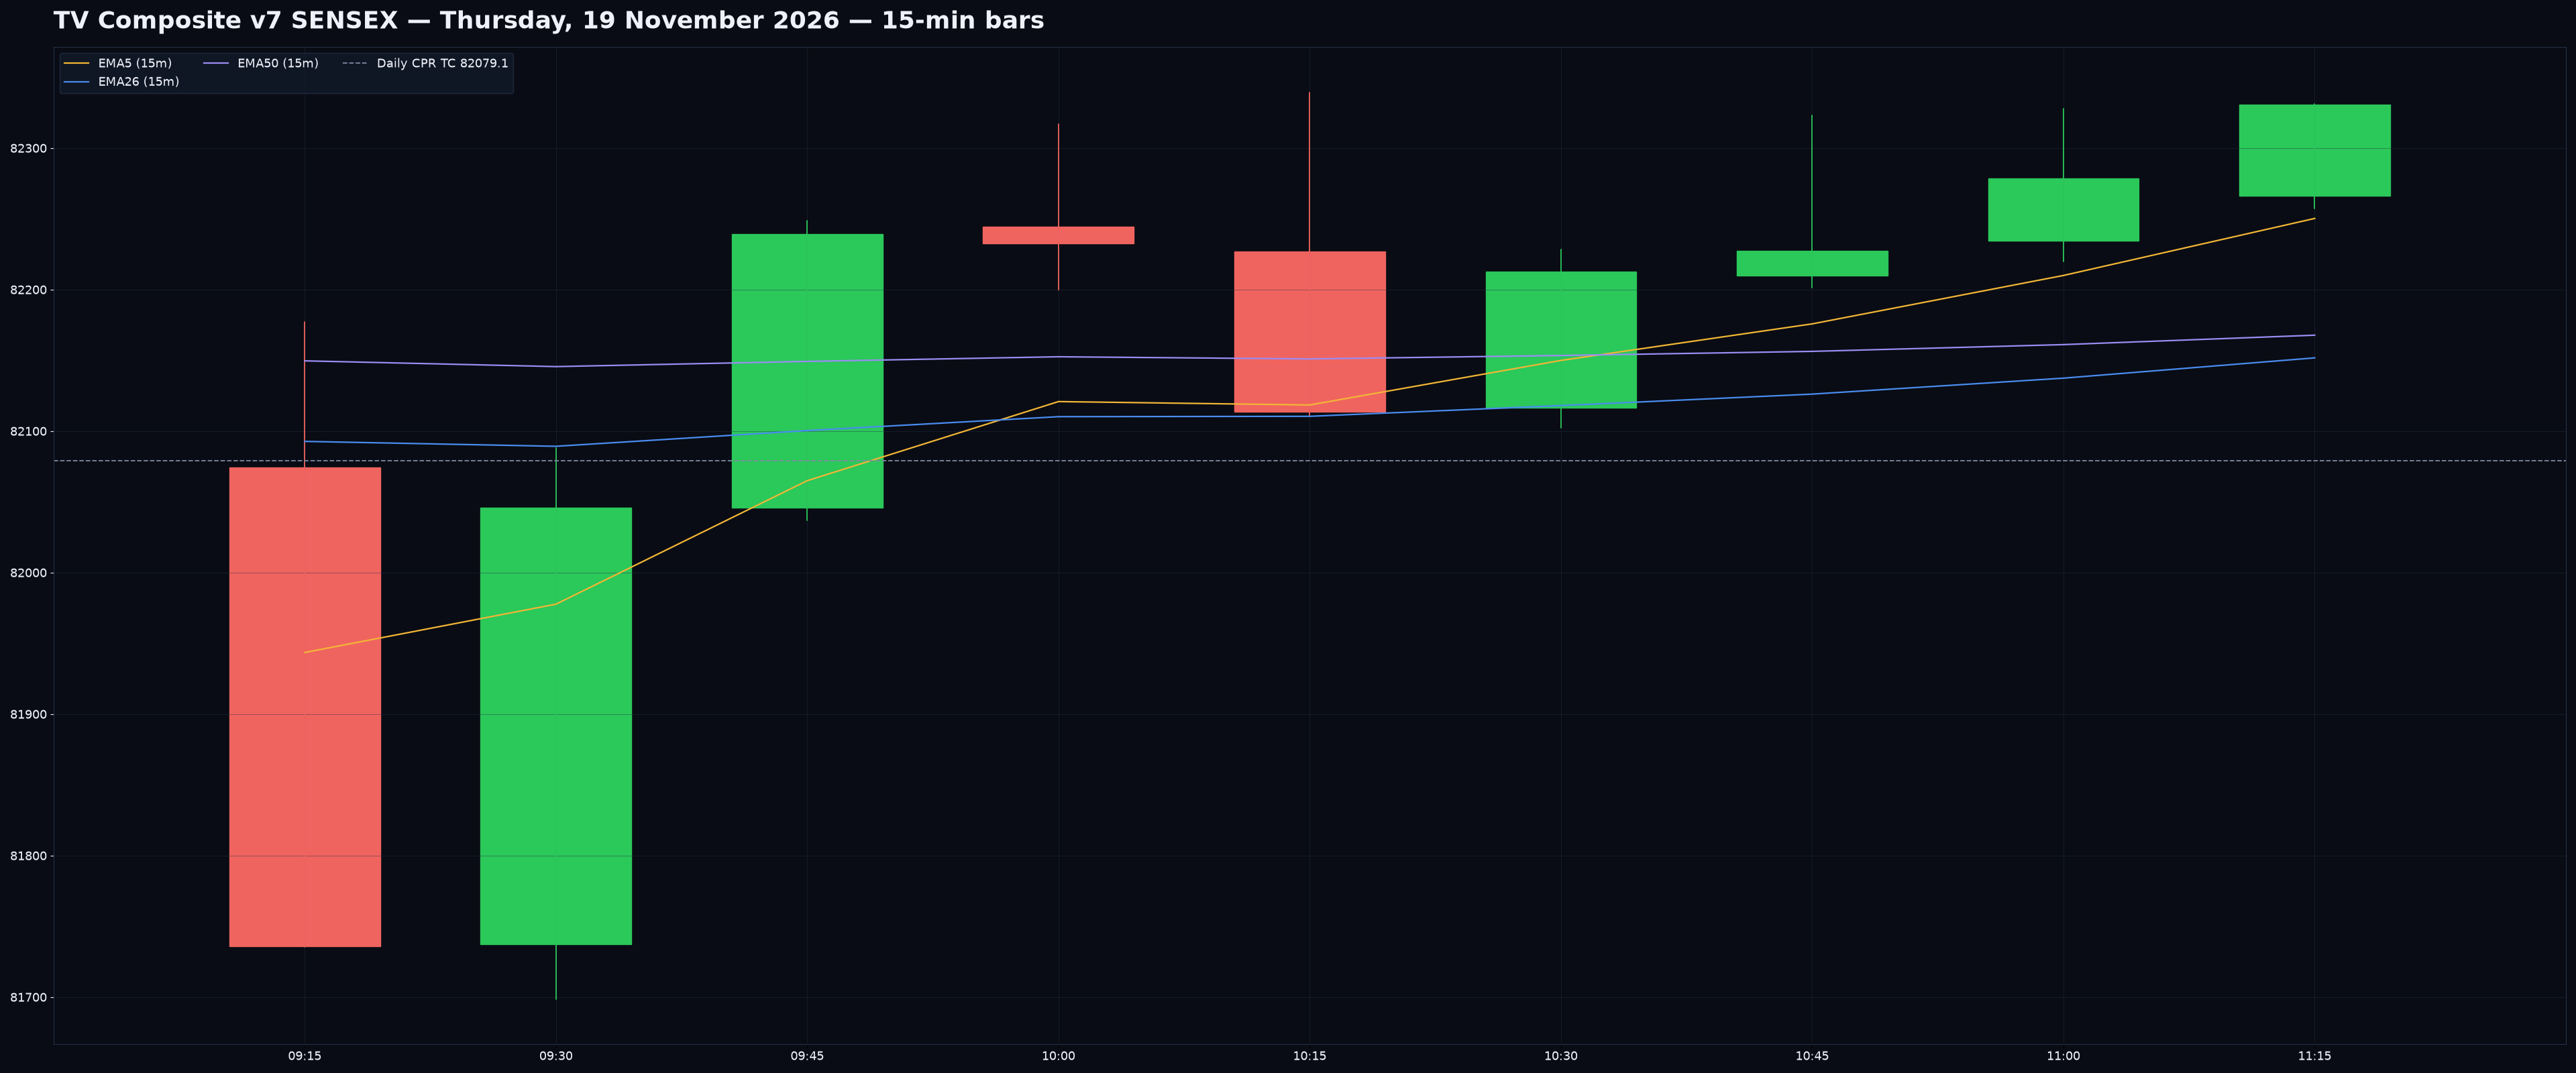 TV Composite v7 SENSEX — Thursday, 19 November 2026 — 15-min bars
EMA5 (15m) EMA50 (15m) Daily CPR TC 82079.1
EMA26 (15m)
82300
82200
82100
82000
81900
81800
81700
09:15 09:30 09:45 10:00 10:15 10:30 10:45 11:00 11:15